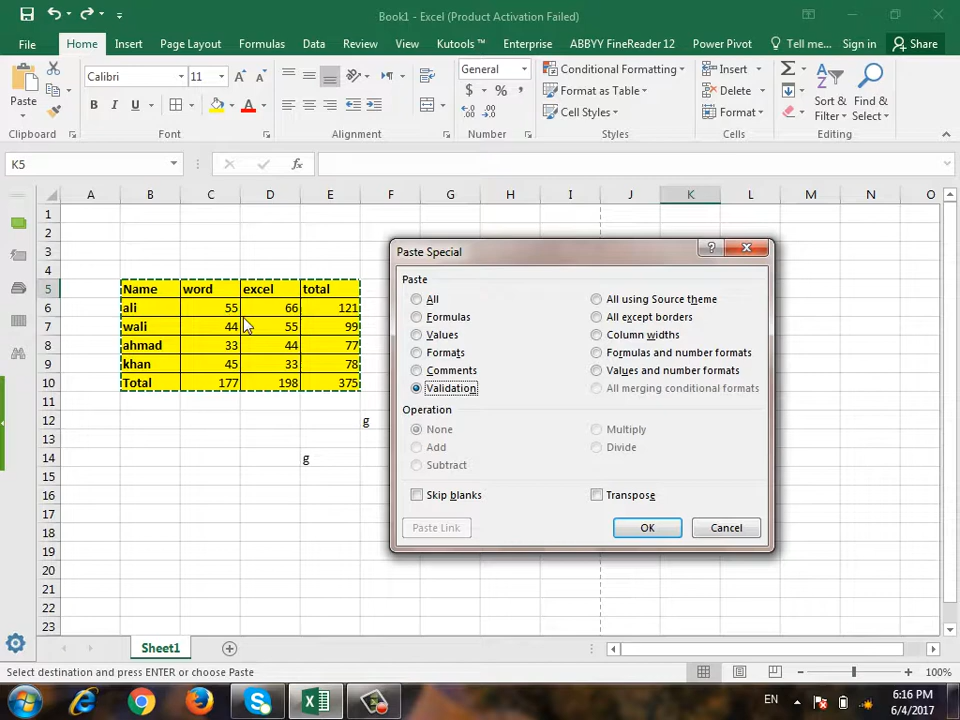 Book1 - Excel (Product Activation Failed)
File Home Insert Page Layout Formulas Data Review View Kutools ™ Enterprise ABBYY FineReader 12 Power Pivot Tell me... Sign in Share
Paste
Calibri 11
B I U A
General
$ % ,
Conditional Formatting
Format as Table
Cell Styles
Insert
Delete
Format
Sort & Filter
Find & Select
Clipboard Font Alignment Number Styles Cells Editing
K5 fx
A B C D E F G H I J K L M N O
1
2
3
4
5 Name word excel total
6 ali 55 66 121
7 wali 44 55 99
8 ahmad 33 44 77
9 khan 45 33 78
10 Total 177 198 375
11
12 g
13
14 g
15
16
17
18
19
20
21
22
23
Paste Special
Paste
All All using Source theme
Formulas All except borders
Values Column widths
Formats Formulas and number formats
Comments Values and number formats
Validation All merging conditional formats
Operation
None Multiply
Add Divide
Subtract
Skip blanks Transpose
Paste Link OK Cancel
Sheet1
Select destination and press ENTER or choose Paste 100%
EN 6:16 PM
6/4/2017